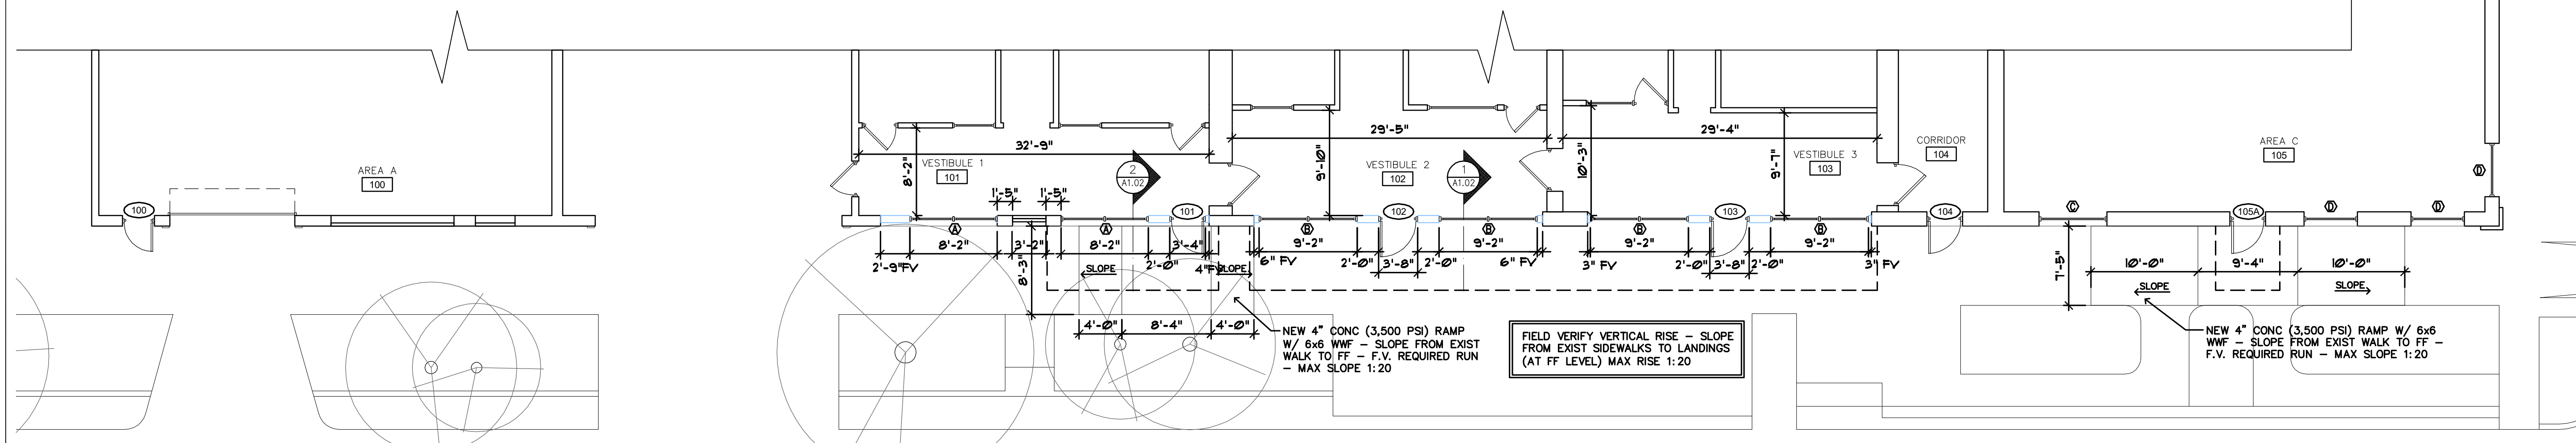 AREA A
100
100
8'-2"
32'-9"
VESTIBULE 1
101
1'-5"
1'-5"
2
A1.02
101
29'-5"
9'-10"
VESTIBULE 2
102
102
1
A1.02
10'-3"
29'-4"
9'-7"
VESTIBULE 3
103
103
CORRIDOR
104
104
AREA C
105
105A
C
D
D
D
A
A
B
B
B
B
2'-9"FV
8'-2"
3'-2"
8'-2"
2'-0"
3'-4"
4"FV
8'-3"
SLOPE
SLOPE
6" FV
9'-2"
2'-0"
3'-8"
2'-0"
9'-2"
6" FV
3" FV
9'-2"
2'-0"
3'-8"
2'-0"
9'-2"
3" FV
4'-0"
8'-4"
4'-0"
NEW 4" CONC (3,500 PSI) RAMP
W/ 6x6 WWF - SLOPE FROM EXIST
WALK TO FF - F.V. REQUIRED RUN
- MAX SLOPE 1:20
FIELD VERIFY VERTICAL RISE - SLOPE
FROM EXIST SIDEWALKS TO LANDINGS
(AT FF LEVEL) MAX RISE 1:20
7'-5"
10'-0"
9'-4"
10'-0"
SLOPE
SLOPE
NEW 4" CONC (3,500 PSI) RAMP W/ 6x6
WWF - SLOPE FROM EXIST WALK TO FF -
F.V. REQUIRED RUN - MAX SLOPE 1:20